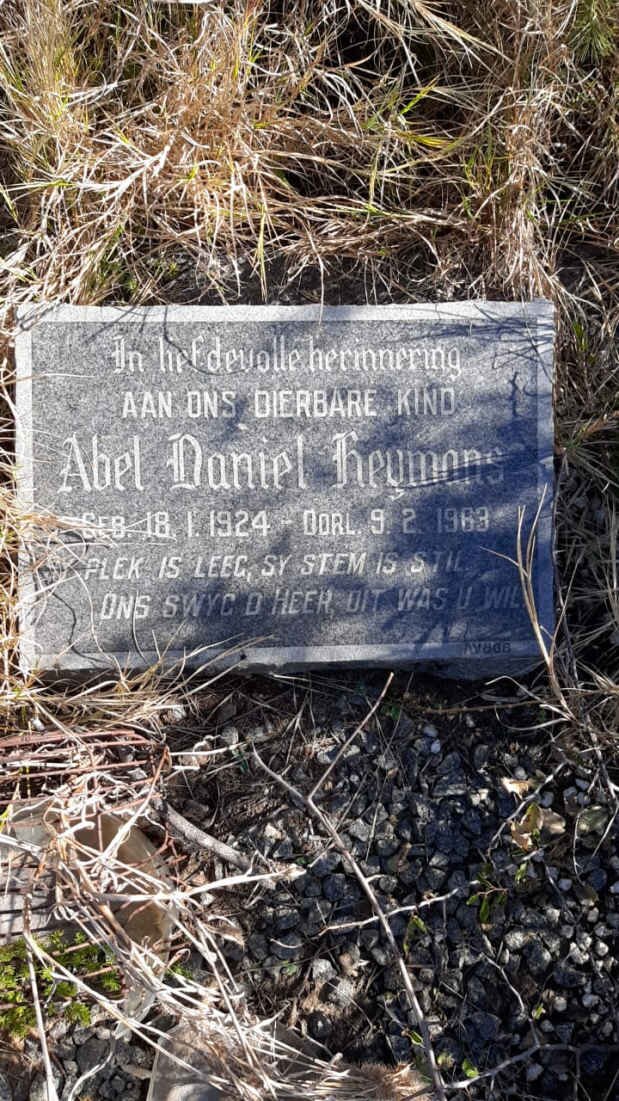 In liefdevolle herinnering
AAN ONS DIERBARE KIND
Abel Daniel Heymans
GEB. 18.1.1924 - OORL. 9.2.1963
PLEK IS LEEG, SY STEM IS STIL
ONS SWYG O HEER, DIT WAS U WIL